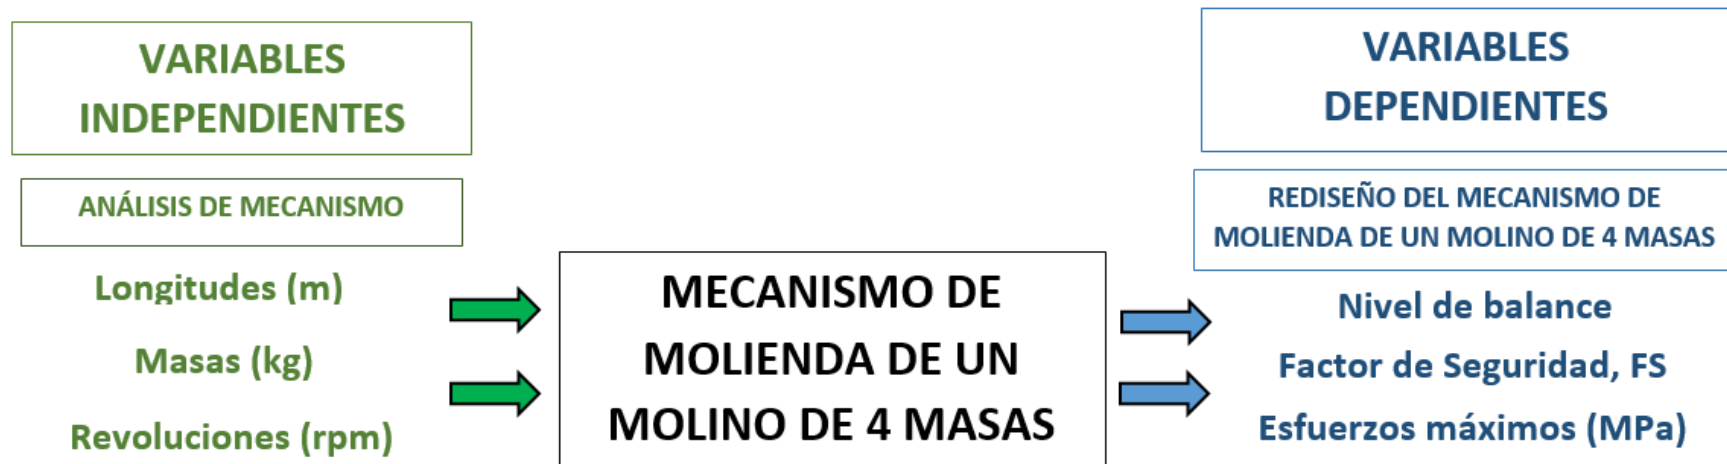 VARIABLES
INDEPENDIENTES
ANÁLISIS DE MECANISMO
Longitudes (m)
Masas (kg)
Revoluciones (rpm)
MECANISMO DE
MOLIENDA DE UN
MOLINO DE 4 MASAS
VARIABLES
DEPENDIENTES
REDISEÑO DEL MECANISMO DE
MOLIENDA DE UN MOLINO DE 4 MASAS
Nivel de balance
Factor de Seguridad, FS
Esfuerzos máximos (MPa)